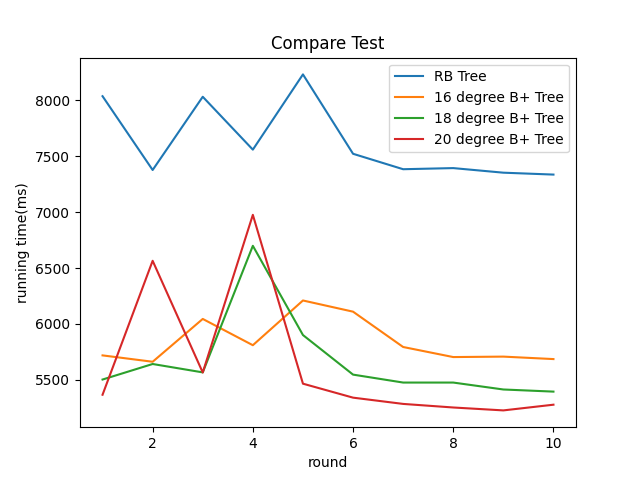 Compare Test
RB Tree
16 degree B+ Tree
18 degree B+ Tree
20 degree B+ Tree
running time(ms)
8000
7500
7000
6500
6000
5500
2 4 6 8 10
round